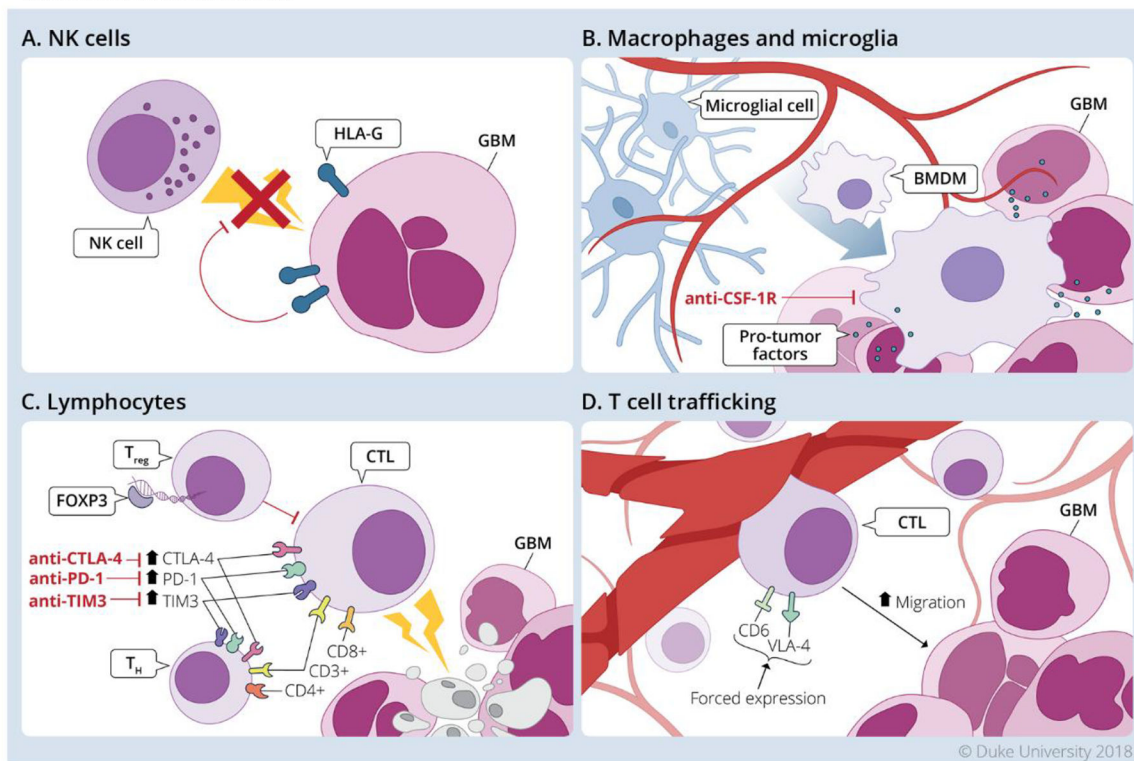 A. NK cells
HLA-G
GBM
NK cell
B. Macrophages and microglia
Microglial cell
GBM
BMDM
anti-CSF-1R
Pro-tumor
factors
C. Lymphocytes
Treg
CTL
FOXP3
GBM
anti-CTLA-4 CTLA-4
anti-PD-1 PD-1
anti-TIM3 TIM3
CD8+
TH
CD3+
CD4+
D. T cell trafficking
CTL
GBM
Migration
CD6
VLA-4
Forced expression
© Duke University 2018